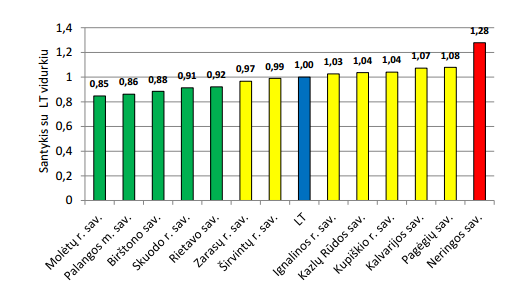 Santykis su LT vidurkiu
1,4
1,2
1
0,8
0,6
0,4
0,2
0
0,85
0,86
0,88
0,91
0,92
0,97
0,99
1,00
1,03
1,04
1,04
1,07
1,08
1,28
Molėtų r. sav.
Palangos m. sav.
Birštono sav.
Skuodo r. sav.
Rietavo sav.
Zarasų r. sav.
Širvintų r. sav.
LT
Ignalinos r. sav.
Kazlų Rūdos sav.
Kupiškio r. sav.
Kalvarijos sav.
Pagėgių sav.
Neringos sav.